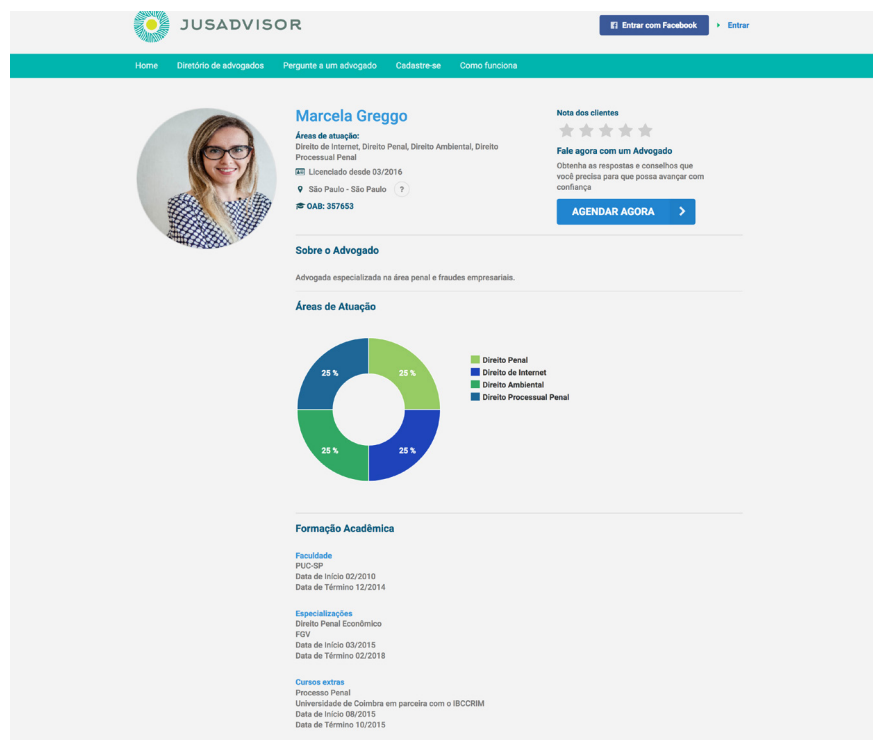 JUSADVISOR
Entrar com Facebook
Entrar
Home
Diretório de advogados
Pergunte a um advogado
Cadastre-se
Como funciona
Marcela Greggo
Áreas de atuação:
Direito de Internet, Direito Penal, Direito Ambiental, Direito
Processual Penal
Licenciado desde 03/2016
São Paulo - São Paulo ?
OAB: 357653
Nota dos clientes
Fale agora com um Advogado
Obtenha as respostas e conselhos que
você precisa para que possa avançar com
confiança
AGENDAR AGORA
Sobre o Advogado
Advogada especializada na área penal e fraudes empresariais.
Áreas de Atuação
25 %
25 %
25 %
25 %
Direito Penal
Direito de Internet
Direito Ambiental
Direito Processual Penal
Formação Acadêmica
Faculdade
PUC-SP
Data de Início 02/2010
Data de Término 12/2014
Especializações
Direito Penal Econômico
FGV
Data de Início 03/2015
Data de Término 02/2018
Cursos extras
Processo Penal
Universidade de Coimbra em parceira com o IBCCRIM
Data de Início 08/2015
Data de Término 10/2015